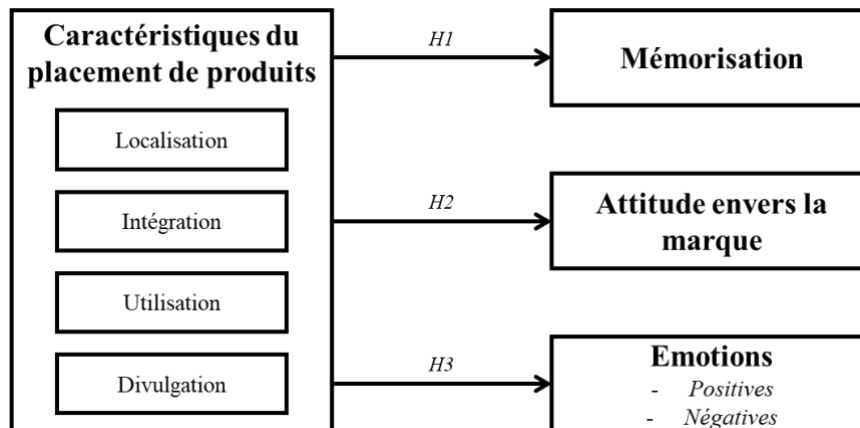 Caractéristiques du
placement de produits
Localisation
Intégration
Utilisation
Divulgation
H1
H2
H3
Mémorisation
Attitude envers la
marque
Emotions
- Positives
- Négatives